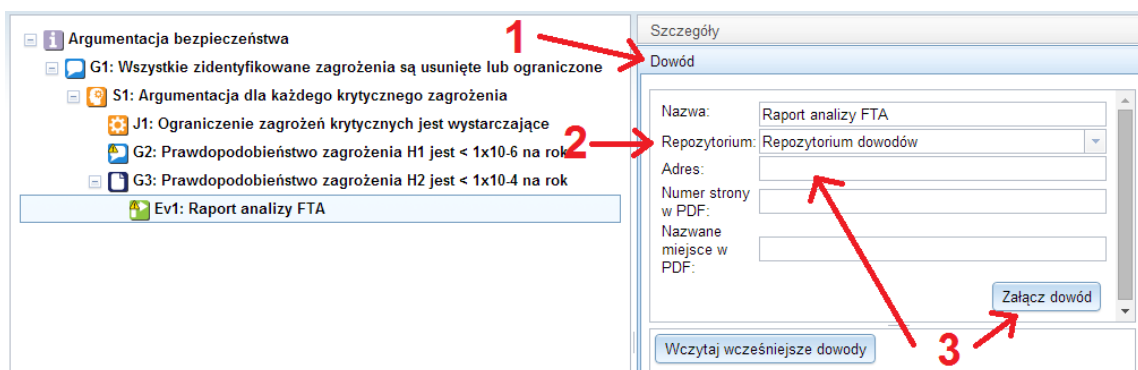 Argumentacja bezpieczeństwa
G1: Wszystkie zidentyfikowane zagrożenia są usunięte lub ograniczone
S1: Argumentacja dla każdego krytycznego zagrożenia
J1: Ograniczenie zagrożeń krytycznych jest wystarczające
G2: Prawdopodobieństwo zagrożenia H1 jest < 1x10-6 na rok
G3: Prawdopodobieństwo zagrożenia H2 jest < 1x10-4 na rok
Ev1: Raport analizy FTA
1
2
Szczegóły
Dowód
Nazwa: Raport analizy FTA
Repozytorium: Repozytorium dowodów
Adres:
Numer strony
w PDF:
Nazwane
miejsce w
PDF:
Załącz dowód
Wczytaj wcześniejsze dowody
3